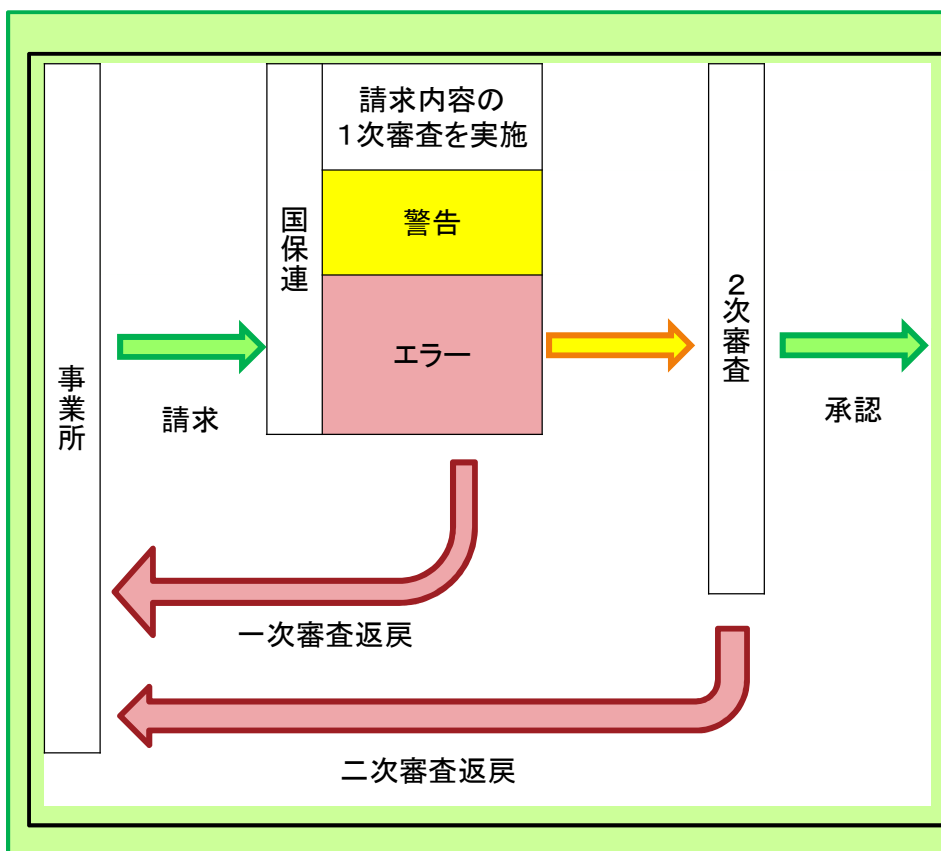 事業所
請求
国保連
請求内容の
１次審査を実施
警告
エラー
２次審査
承認
一次審査返戻
二次審査返戻